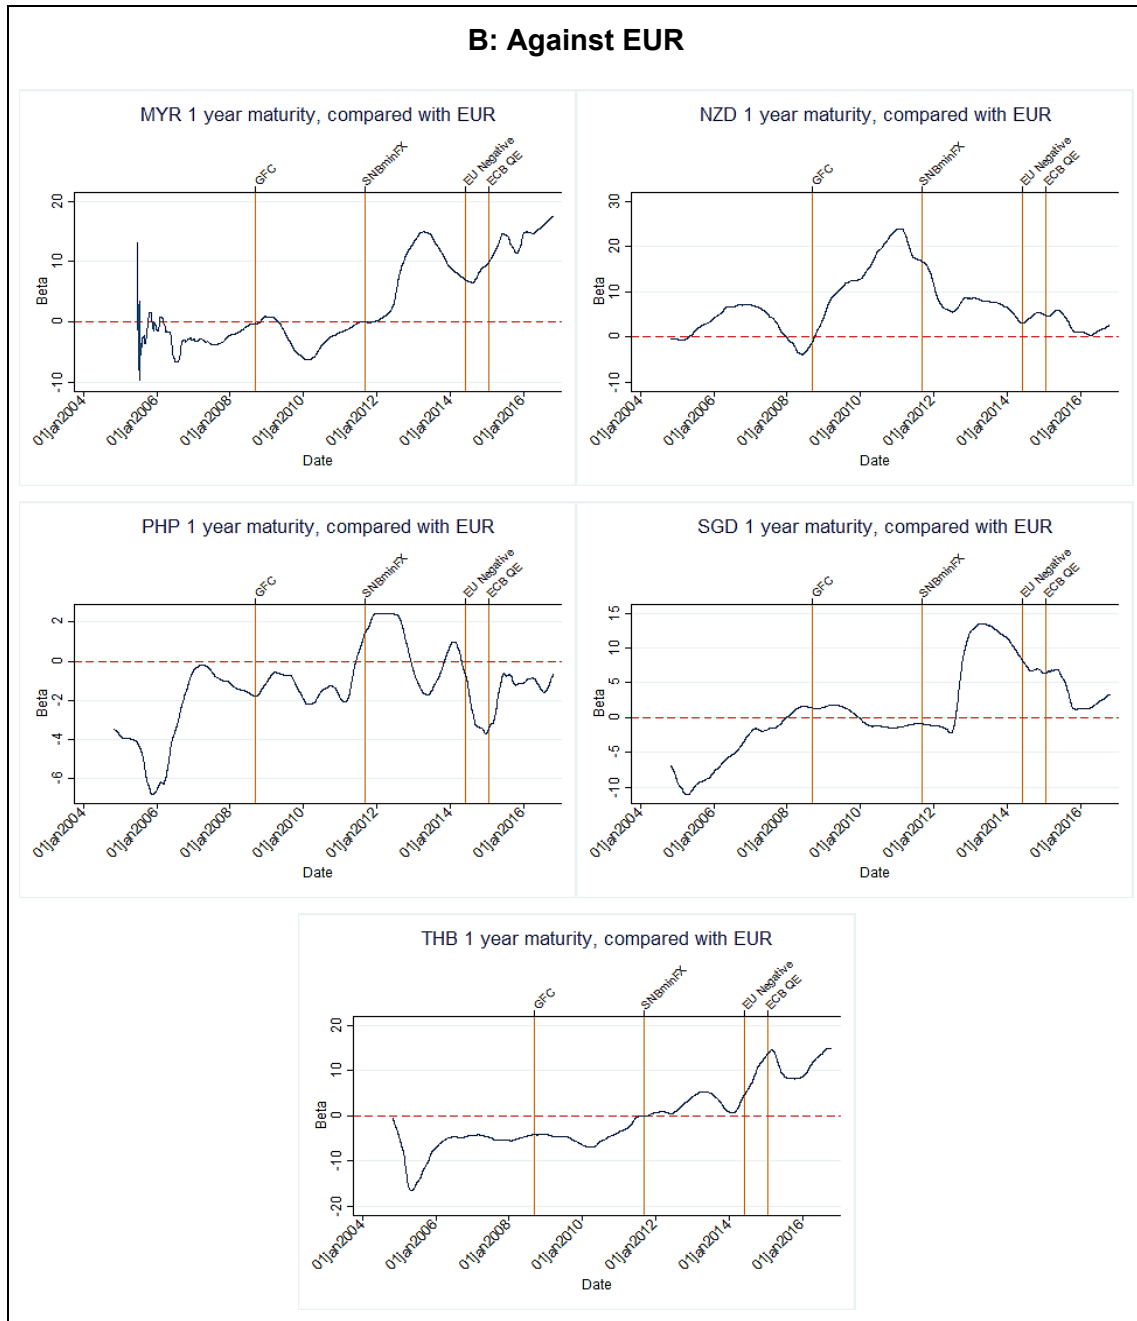 B: Against EUR
MYR 1 year maturity, compared with EUR
GFC
SNBminFX
EU Negative
ECB QE
20
10
0
-10
Beta
01jan2004
01jan2006
01jan2008
01jan2010
01jan2012
01jan2014
01jan2016
Date
NZD 1 year maturity, compared with EUR
GFC
SNBminFX
EU Negative
ECB QE
30
20
10
0
-10
Beta
01jan2004
01jan2006
01jan2008
01jan2010
01jan2012
01jan2014
01jan2016
Date
PHP 1 year maturity, compared with EUR
GFC
SNBminFX
EU Negative
ECB QE
2
0
-2
-4
-6
Beta
01jan2004
01jan2006
01jan2008
01jan2010
01jan2012
01jan2014
01jan2016
Date
SGD 1 year maturity, compared with EUR
GFC
SNBminFX
EU Negative
ECB QE
15
10
5
0
-5
-10
Beta
01jan2004
01jan2006
01jan2008
01jan2010
01jan2012
01jan2014
01jan2016
Date
THB 1 year maturity, compared with EUR
GFC
SNBminFX
EU Negative
ECB QE
20
10
0
-10
-20
Beta
01jan2004
01jan2006
01jan2008
01jan2010
01jan2012
01jan2014
01jan2016
Date